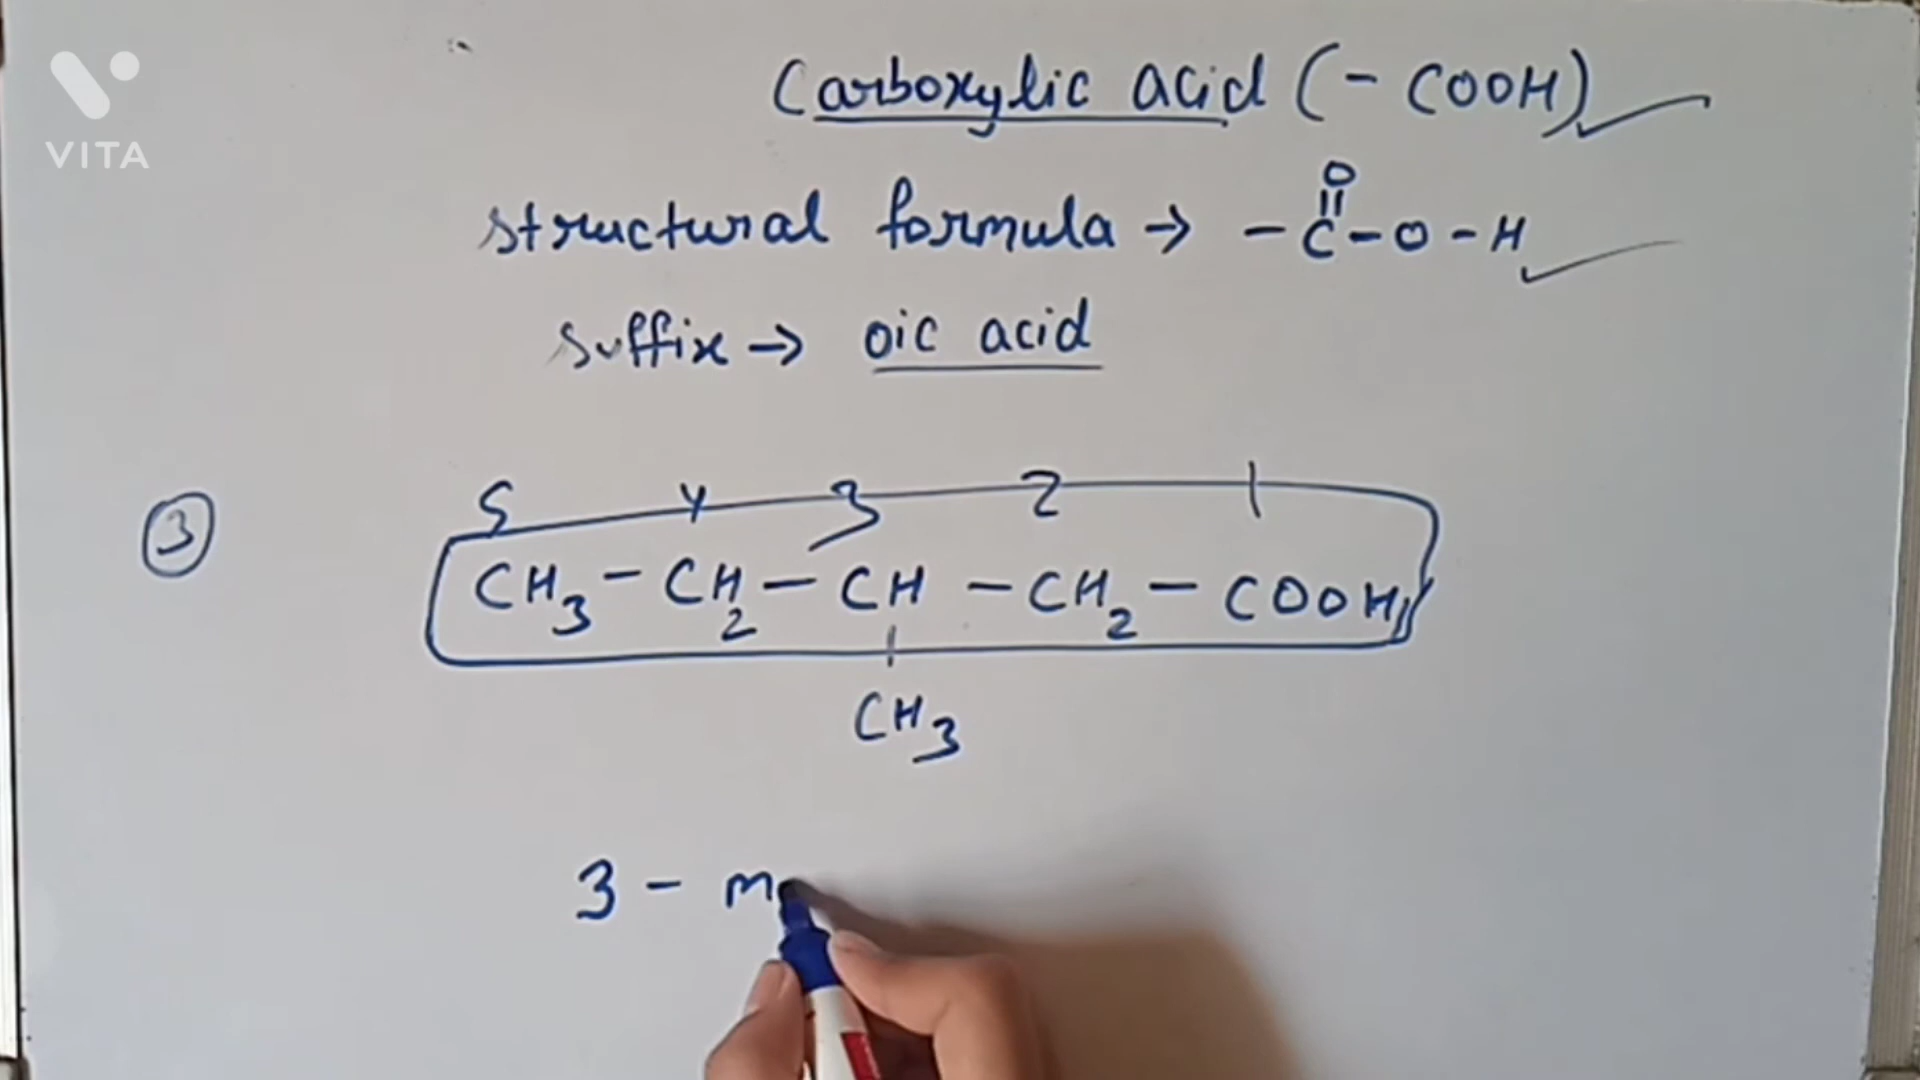 VITA
Carboxylic acid (- COOH)
structural formula → - C - O - H
O
suffix → oic acid
5 4 3 2 1
3
CH3 - CH2 - CH - CH2 - COOH
CH3
3 - m